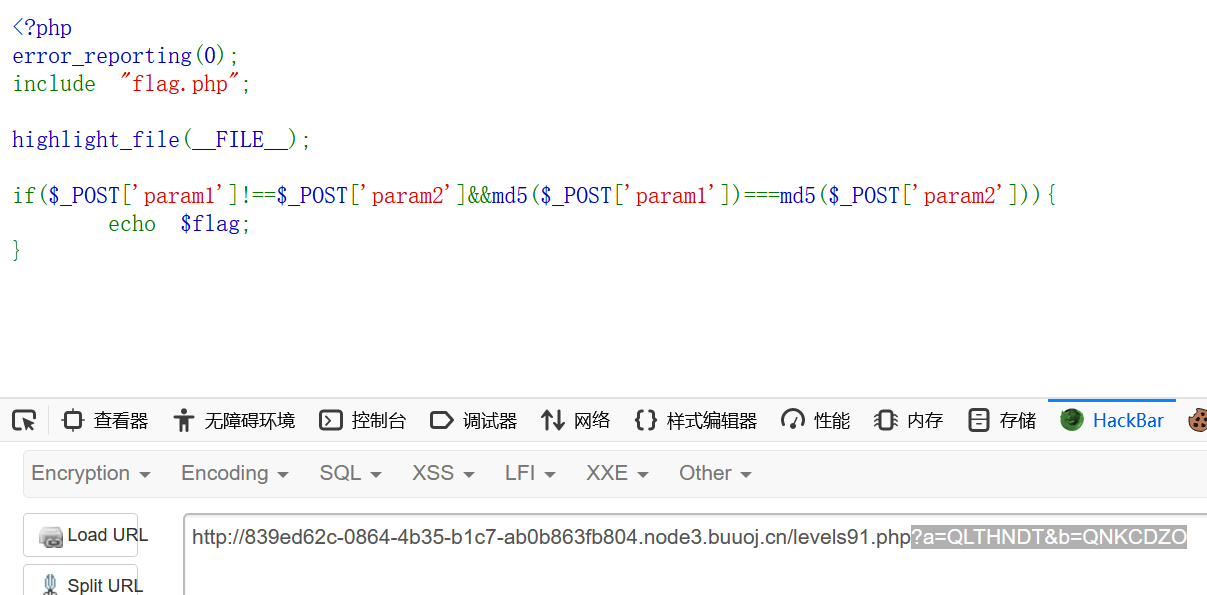 <?php
error_reporting(0);
include "flag.php";
highlight_file(__FILE__);
if($_POST['param1']!==$_POST['param2']&&md5($_POST['param1'])===md5($_POST['param2'])){
echo $flag;
}
查看器 无障碍环境 控制台 调试器 网络 样式编辑器 性能 内存 存储 HackBar
Encryption Encoding SQL XSS LFI XXE Other
Load URL http://839ed62c-0864-4b35-b1c7-ab0b863fb804.node3.buuoj.cn/levels91.php?a=QLTHNDT&b=QNKCDZO
Split URL